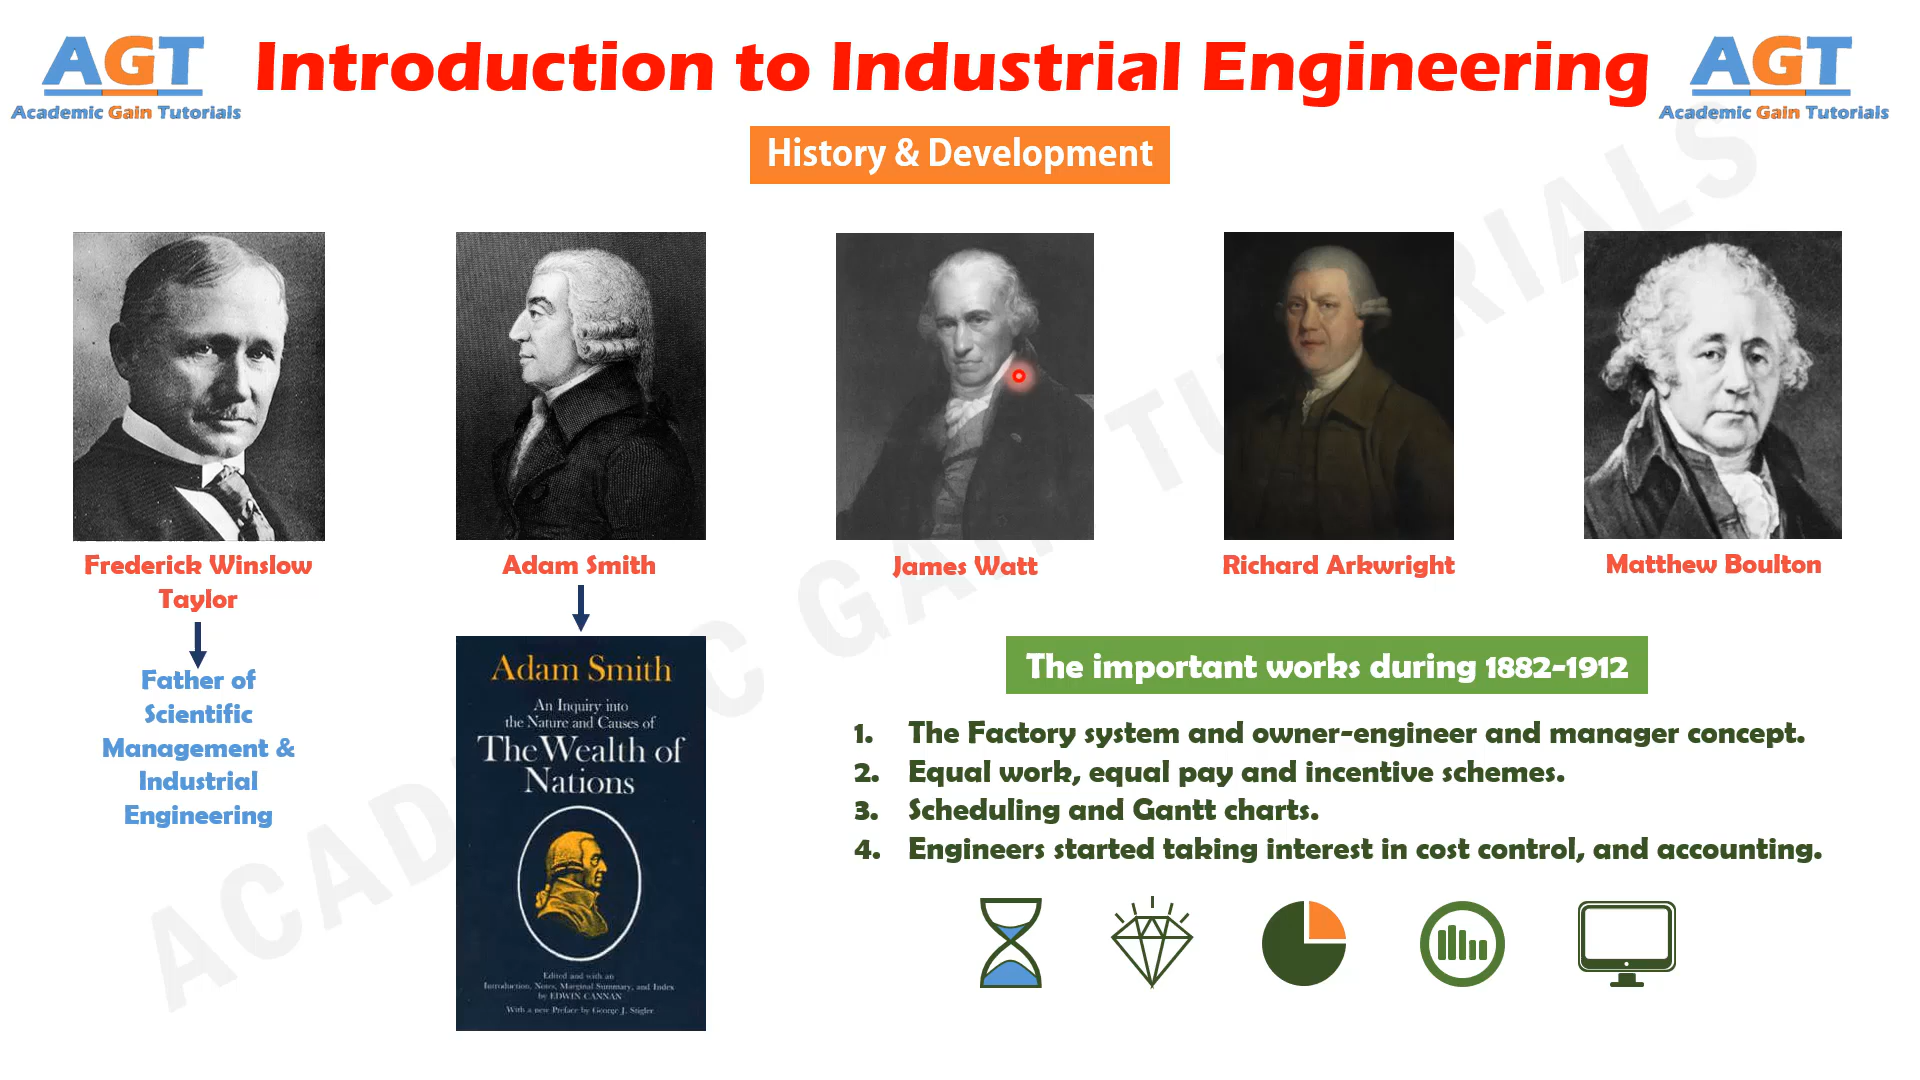 AGT
Academic Gain Tutorials
Introduction to Industrial Engineering
AGT
Academic Gain Tutorials
History & Development
Frederick Winslow
Taylor
Adam Smith
James Watt
Richard Arkwright
Matthew Boulton
Father of
Scientific
Management &
Industrial
Engineering
Adam Smith
An Inquiry into
the Nature and Causes of
The Wealth of
Nations
Edited and with an
Introduction, Notes, Marginal Summary, and Index
by EDWIN CANNAN
With a new Preface by George J. Stigler
The important works during 1882-1912
1. The Factory system and owner-engineer and manager concept.
2. Equal work, equal pay and incentive schemes.
3. Scheduling and Gantt charts.
4. Engineers started taking interest in cost control, and accounting.
ACADEMIC GAIN TUTORIALS